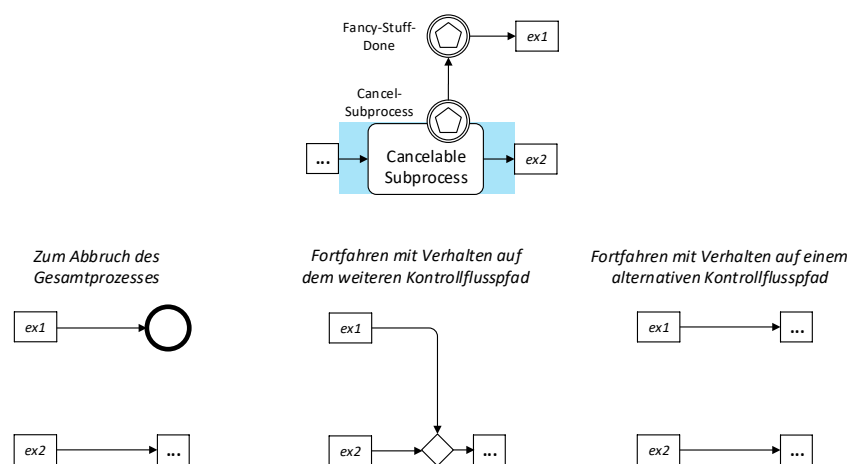 Fancy-Stuff-
Done
ex1
Cancel-
Subprocess
...
Cancelable
Subprocess
ex2
Zum Abbruch des
Gesamtprozesses
Fortfahren mit Verhalten auf
dem weiteren Kontrollflusspfad
Fortfahren mit Verhalten auf einem
alternativen Kontrollflusspfad
ex1
ex1
ex1
...
ex2
...
ex2
...
ex2
...